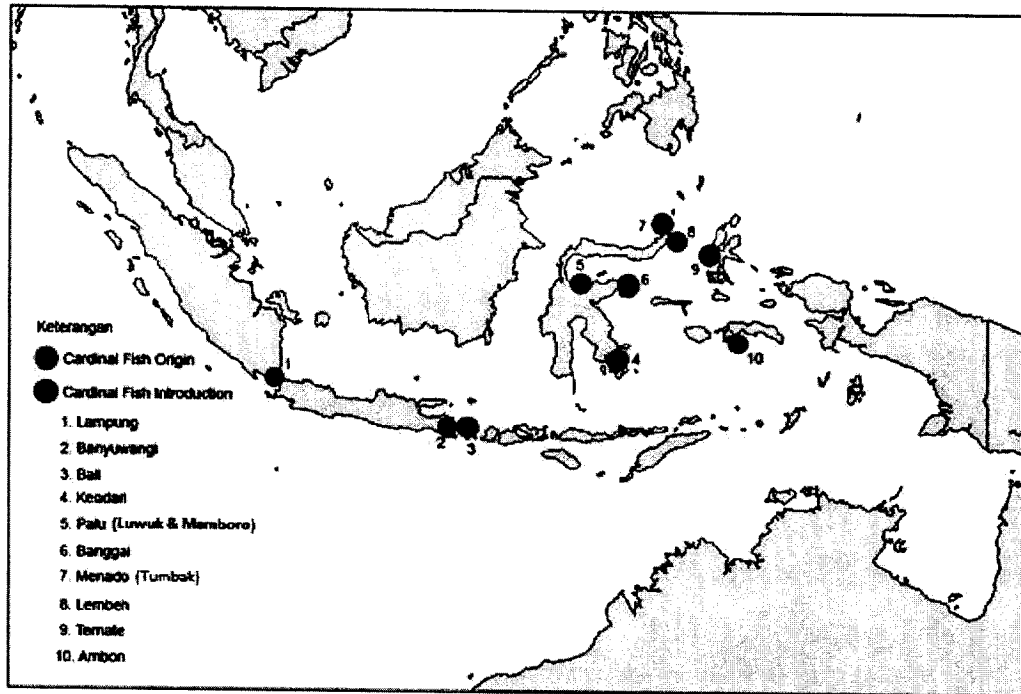 7
8
9
5
6
4
10
1
2
3
Keterangan
Cardinal Fish Origin
Cardinal Fish Introduction
1. Lampung
2. Banyuwangi
3. Bali
4. Kendari
5. Palu (Luwuk & Mamboro)
6. Banggai
7. Menado (Tumbak)
8. Lembeh
9. Ternate
10. Ambon